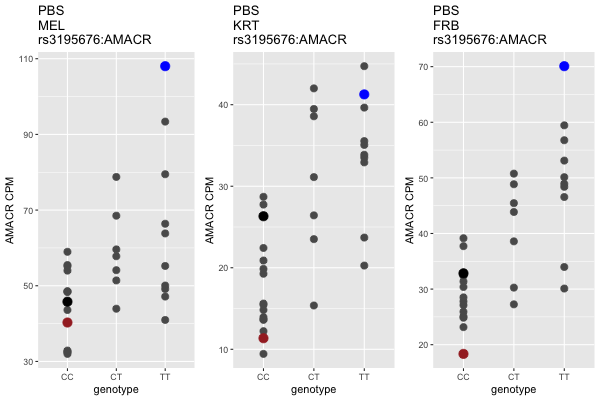 PBS
MEL
rs3195676:AMACR
110
90
70
50
30
AMACR CPM
CC
CT
TT
genotype
PBS
KRT
rs3195676:AMACR
40
30
20
10
AMACR CPM
CC
CT
TT
genotype
PBS
FRB
rs3195676:AMACR
70
60
50
40
30
20
AMACR CPM
CC
CT
TT
genotype